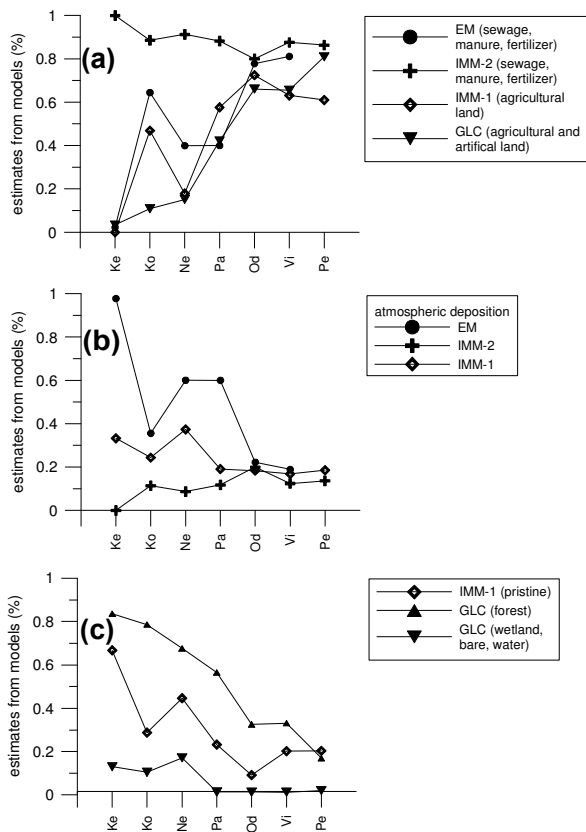 1
0.8
0.6
0.4
0.2
0
estimates from models (%)
(a)
Ke
Ko
Ne
Pa
Od
Vi
Pe
EM (sewage,
manure, fertilizer)
IMM-2 (sewage,
manure, fertilizer)
IMM-1 (agricultural
land)
GLC (agricultural and
artifical land)
1
0.8
0.6
0.4
0.2
0
estimates from models (%)
(b)
Ke
Ko
Ne
Pa
Od
Vi
Pe
atmospheric deposition
EM
IMM-2
IMM-1
1
0.8
0.6
0.4
0.2
0
estimates from models (%)
(c)
Ke
Ko
Ne
Pa
Od
Vi
Pe
IMM-1 (pristine)
GLC (forest)
GLC (wetland,
bare, water)